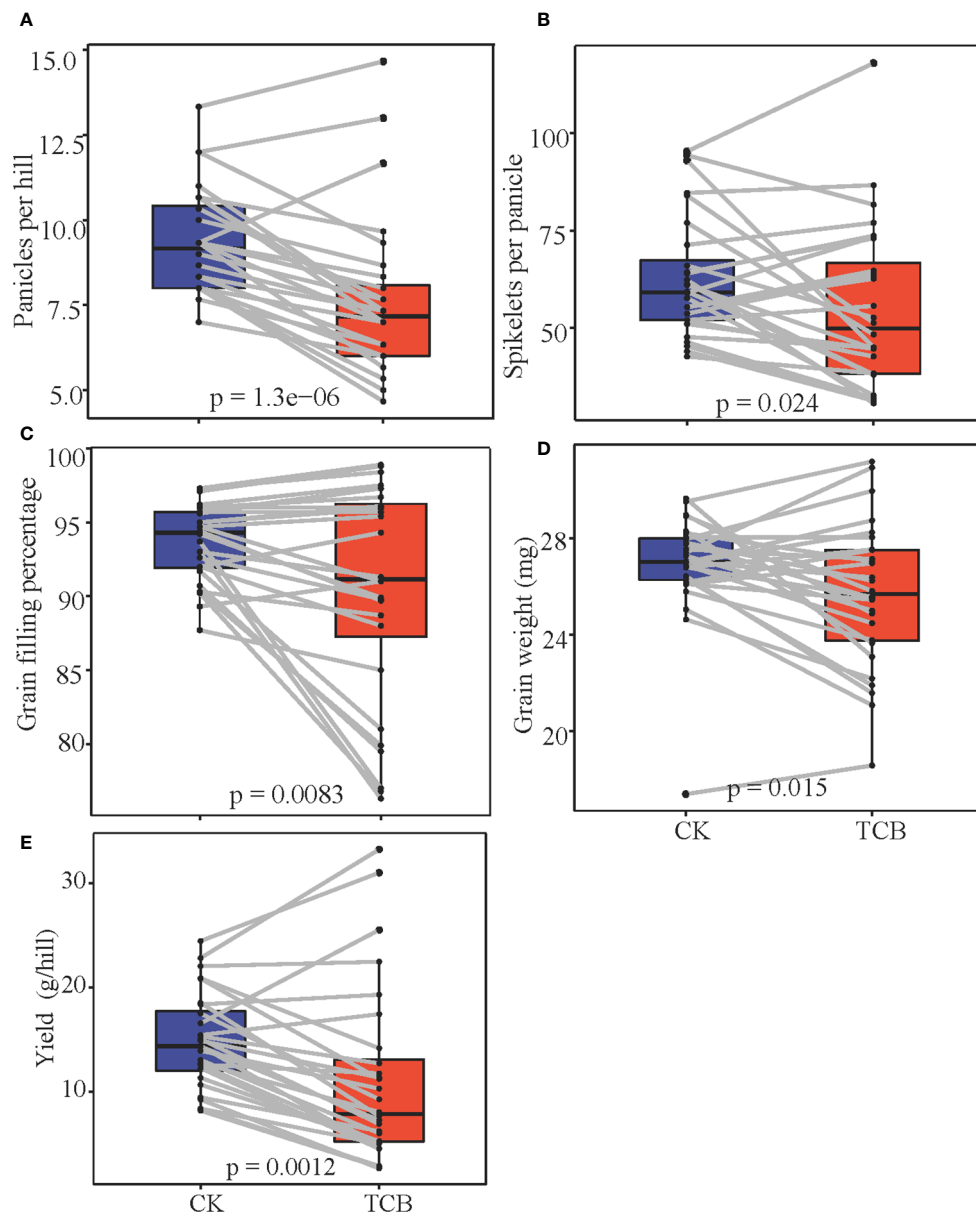 A
Panicles per hill
15.0
12.5
10.0
7.5
5.0
p = 1.3e−06
B
Spikelets per panicle
100
75
50
p = 0.024
C
Grain filling percentage
100
95
90
85
80
p = 0.0083
D
Grain weight (mg)
28
24
20
p = 0.015
CK TCB
E
Yield (g/hill)
30
20
10
p = 0.0012
CK TCB